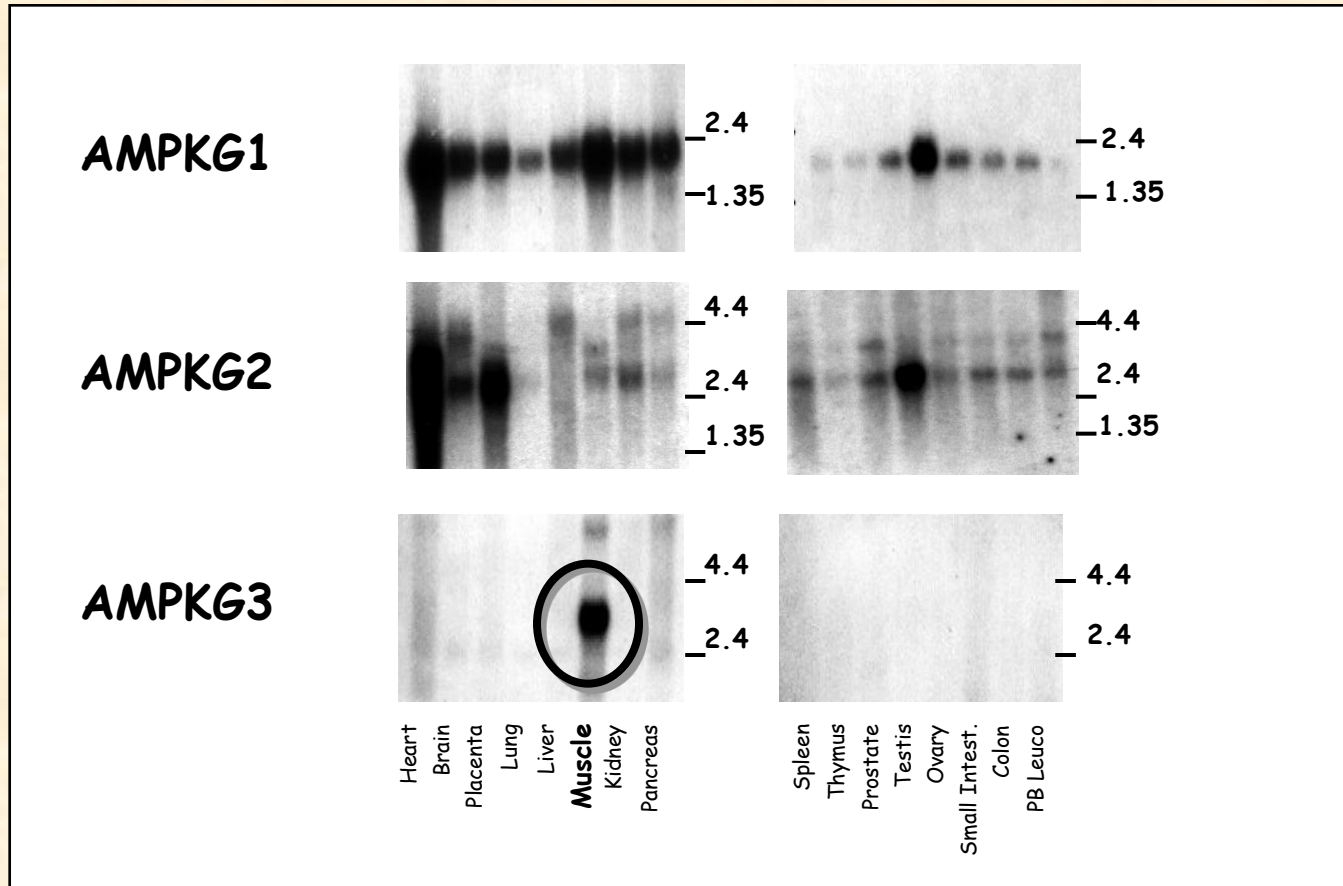 AMPKG1
2.4
1.35
2.4
1.35
AMPKG2
4.4
2.4
1.35
4.4
2.4
1.35
AMPKG3
4.4
2.4
4.4
2.4
Heart
Brain
Placenta
Lung
Liver
Muscle
Kidney
Pancreas
Spleen
Thymus
Prostate
Testis
Ovary
Small Intest.
Colon
PB Leuco